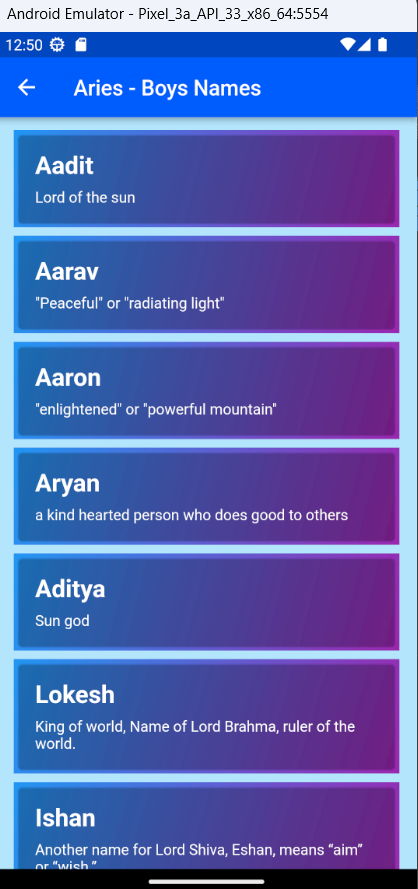 Android Emulator - Pixel_3a_API_33_x86_64:5554
12:50
Aries - Boys Names
Aadit
Lord of the sun
Aarav
"Peaceful" or "radiating light"
Aaron
"enlightened" or "powerful mountain"
Aryan
a kind hearted person who does good to others
Aditya
Sun god
Lokesh
King of world, Name of Lord Brahma, ruler of the
world.
Ishan
Another name for Lord Shiva, Eshan, means “aim”
or “wish.”